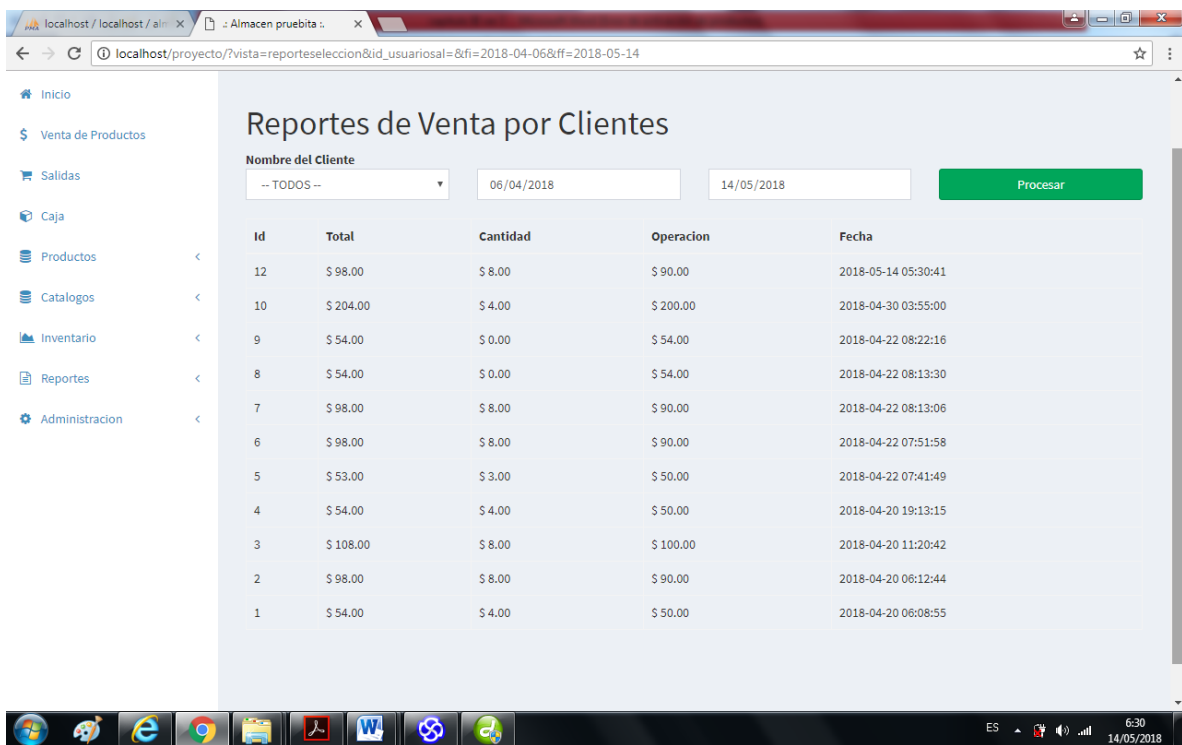 localhost / localhost / alm
.: Almacen pruebita :.
localhost/proyecto/?vista=reporteseleccion&id_usuariosal=&fi=2018-04-06&ff=2018-05-14
Inicio
Venta de Productos
Salidas
Caja
Productos
Catalogos
Inventario
Reportes
Administracion
Reportes de Venta por Clientes
Nombre del Cliente
-- TODOS -- 06/04/2018 14/05/2018 Procesar
Id Total Cantidad Operacion Fecha
12 $ 98.00 $ 8.00 $ 90.00 2018-05-14 05:30:41
10 $ 204.00 $ 4.00 $ 200.00 2018-04-30 03:55:00
9 $ 54.00 $ 0.00 $ 54.00 2018-04-22 08:22:16
8 $ 54.00 $ 0.00 $ 54.00 2018-04-22 08:13:30
7 $ 98.00 $ 8.00 $ 90.00 2018-04-22 08:13:06
6 $ 98.00 $ 8.00 $ 90.00 2018-04-22 07:51:58
5 $ 53.00 $ 3.00 $ 50.00 2018-04-22 07:41:49
4 $ 54.00 $ 4.00 $ 50.00 2018-04-20 19:13:15
3 $ 108.00 $ 8.00 $ 100.00 2018-04-20 11:20:42
2 $ 98.00 $ 8.00 $ 90.00 2018-04-20 06:12:44
1 $ 54.00 $ 4.00 $ 50.00 2018-04-20 06:08:55
ES
6:30
14/05/2018